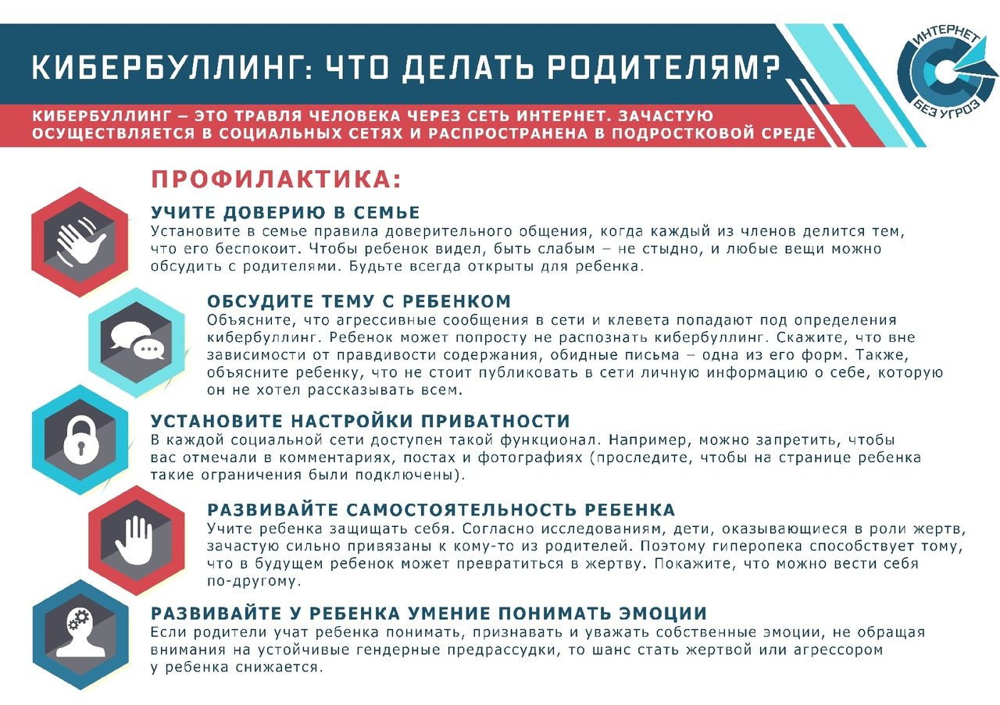 КИБЕРБУЛЛИНГ: ЧТО ДЕЛАТЬ РОДИТЕЛЯМ?
ИНТЕРНЕТ
БЕЗ УГРОЗ
КИБЕРБУЛЛИНГ – ЭТО ТРАВЛЯ ЧЕЛОВЕКА ЧЕРЕЗ СЕТЬ ИНТЕРНЕТ. ЗАЧАСТУЮ
ОСУЩЕСТВЛЯЕТСЯ В СОЦИАЛЬНЫХ СЕТЯХ И РАСПРОСТРАНЕНА В ПОДРОСТКОВОЙ СРЕДЕ
ПРОФИЛАКТИКА:
УЧИТЕ ДОВЕРИЮ В СЕМЬЕ
Установите в семье правила доверительного общения, когда каждый из членов делится тем,
что его беспокоит. Чтобы ребенок видел, быть слабым – не стыдно, и любые вещи можно
обсудить с родителями. Будьте всегда открыты для ребенка.
ОБСУДИТЕ ТЕМУ С РЕБЕНКОМ
Объясните, что агрессивные сообщения в сети и клевета попадают под определения
кибербуллинг. Ребенок может попросту не распознать кибербуллинг. Скажите, что вне
зависимости от правдивости содержания, обидные письма – одна из его форм. Также,
объясните ребенку, что не стоит публиковать в сети личную информацию о себе, которую
он не хотел рассказывать всем.
УСТАНОВИТЕ НАСТРОЙКИ ПРИВАТНОСТИ
В каждой социальной сети доступен такой функционал. Например, можно запретить, чтобы
вас отмечали в комментариях, постах и фотографиях (проследите, чтобы на странице ребенка
такие ограничения были подключены).
РАЗВИВАЙТЕ САМОСТОЯТЕЛЬНОСТЬ РЕБЕНКА
Учите ребенка защищать себя. Согласно исследованиям, дети, оказывающиеся в роли жертв,
зачастую сильно привязаны к кому-то из родителей. Поэтому гиперопека способствует тому,
что в будущем ребенок может превратиться в жертву. Покажите, что можно вести себя
по-другому.
РАЗВИВАЙТЕ У РЕБЕНКА УМЕНИЕ ПОНИМАТЬ ЭМОЦИИ
Если родители учат ребенка понимать, признавать и уважать собственные эмоции, не обращая
внимания на устойчивые гендерные предрассудки, то шанс стать жертвой или агрессором
у ребенка снижается.